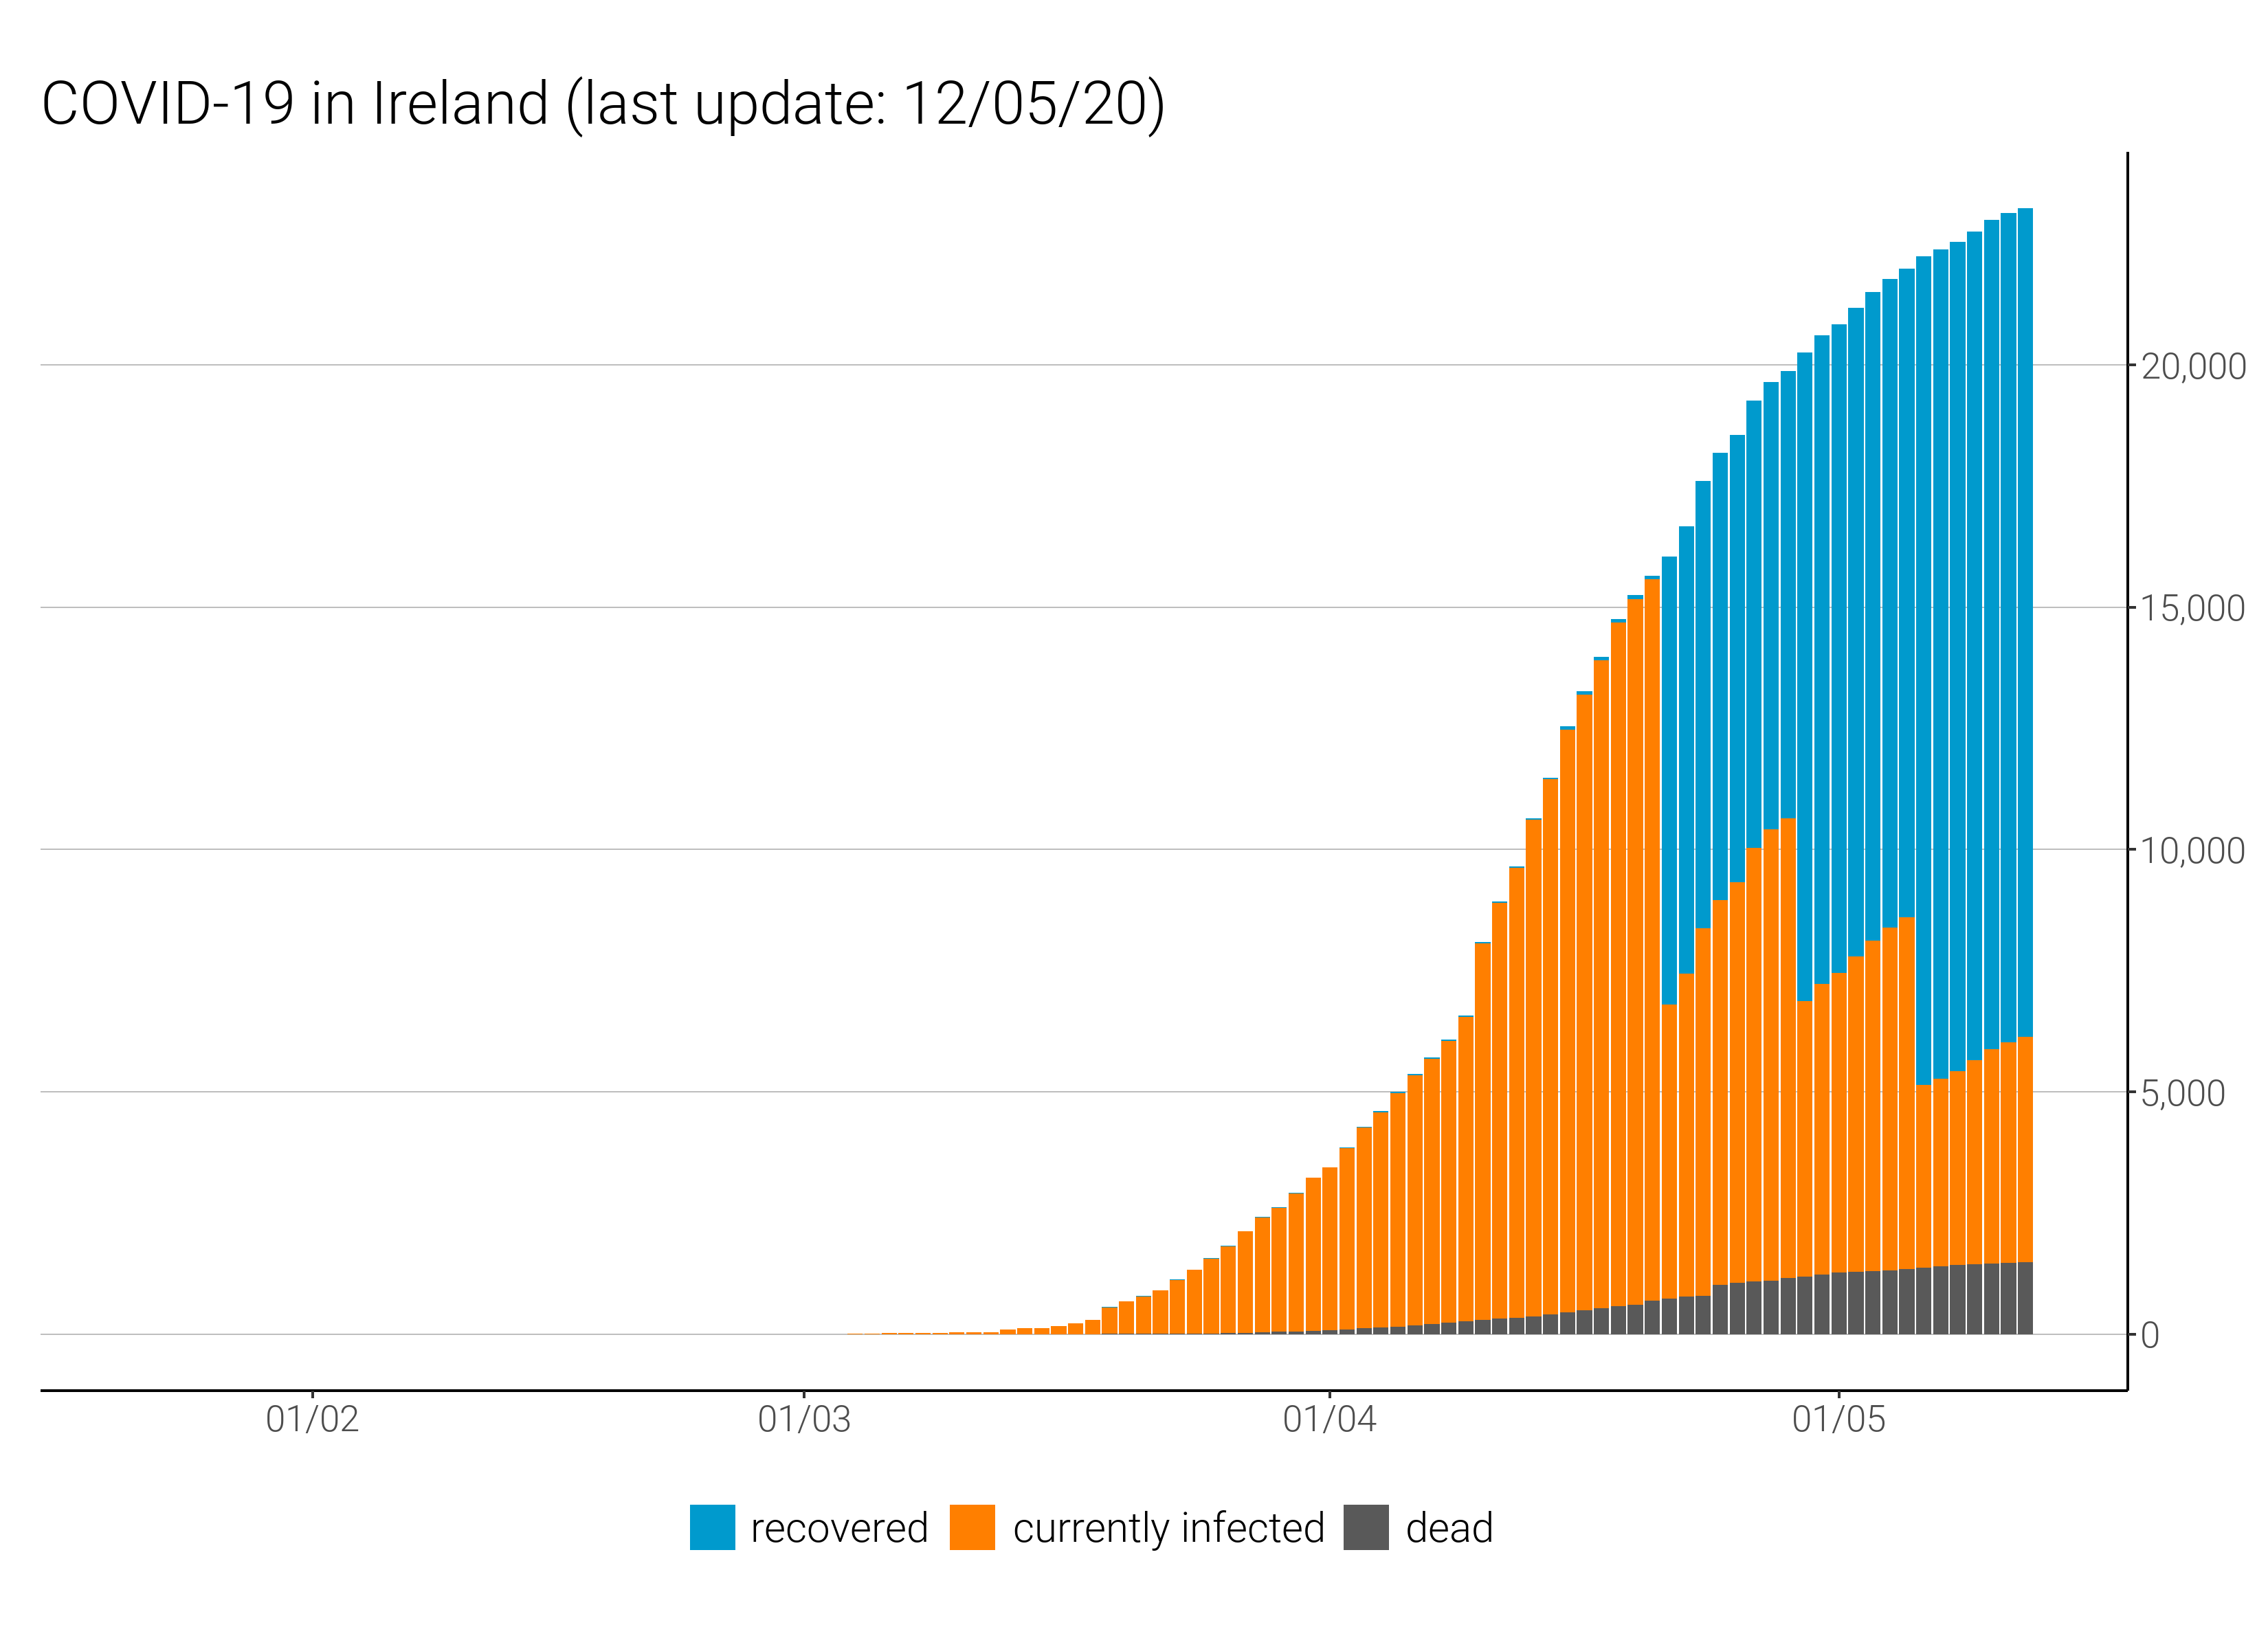 COVID-19 in Ireland (last update: 12/05/20)
20,000
15,000
10,000
5,000
0
01/02 01/03 01/04 01/05
recovered currently infected dead